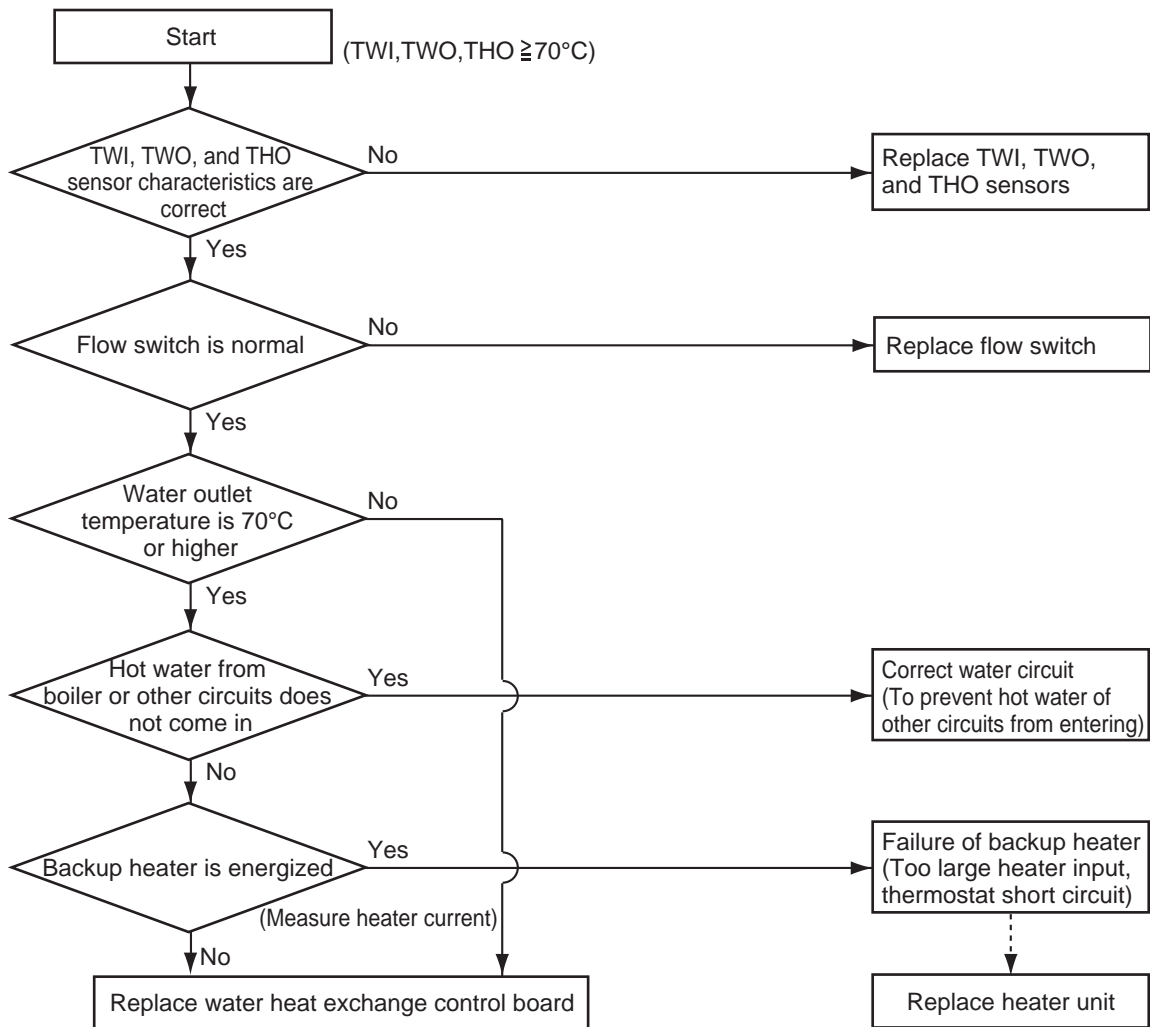 Start
(TWI,TWO,THO ≧70°C)
TWI, TWO, and THO
sensor characteristics are
correct
No
Replace TWI, TWO,
and THO sensors
Yes
Flow switch is normal
No
Replace flow switch
Yes
Water outlet
temperature is 70°C
or higher
No
Yes
Hot water from
boiler or other circuits does
not come in
Yes
Correct water circuit
(To prevent hot water of
other circuits from entering)
No
Backup heater is energized
Yes
Failure of backup heater
(Too large heater input,
thermostat short circuit)
(Measure heater current)
No
Replace water heat exchange control board
Replace heater unit